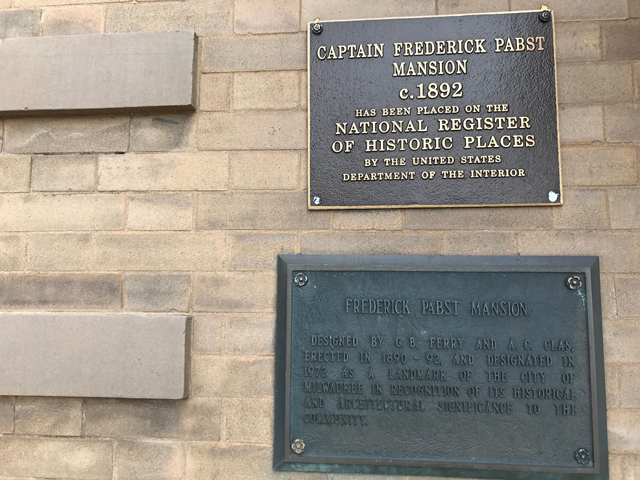 CAPTAIN FREDERICK PABST
MANSION
c.1892
HAS BEEN PLACED ON THE
NATIONAL REGISTER
OF HISTORIC PLACES
BY THE UNITED STATES
DEPARTMENT OF THE INTERIOR
FREDERICK PABST MANSION
DESIGNED BY G. B. FERRY AND A. C. CLAS,
ERECTED IN 1890 - 92, AND DESIGNATED IN
1972 AS A LANDMARK OF THE CITY OF
MILWAUKEE IN RECOGNITION OF ITS HISTORICAL
AND ARCHITECTURAL SIGNIFICANCE TO THE
COMMUNITY.